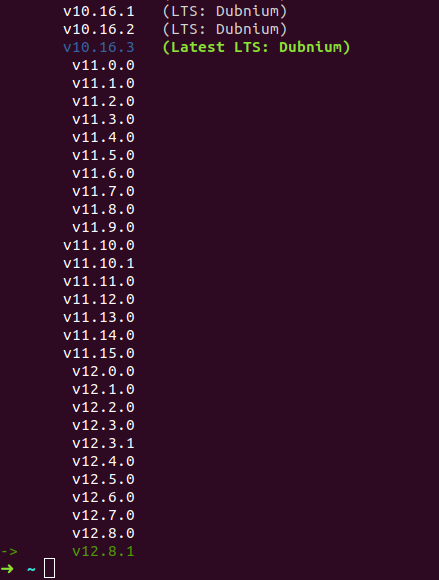 v10.16.1 (LTS: Dubnium)
v10.16.2 (LTS: Dubnium)
v10.16.3 (Latest LTS: Dubnium)
v11.0.0
v11.1.0
v11.2.0
v11.3.0
v11.4.0
v11.5.0
v11.6.0
v11.7.0
v11.8.0
v11.9.0
v11.10.0
v11.10.1
v11.11.0
v11.12.0
v11.13.0
v11.14.0
v11.15.0
v12.0.0
v12.1.0
v12.2.0
v12.3.0
v12.3.1
v12.4.0
v12.5.0
v12.6.0
v12.7.0
v12.8.0
-> v12.8.1
➜ ~